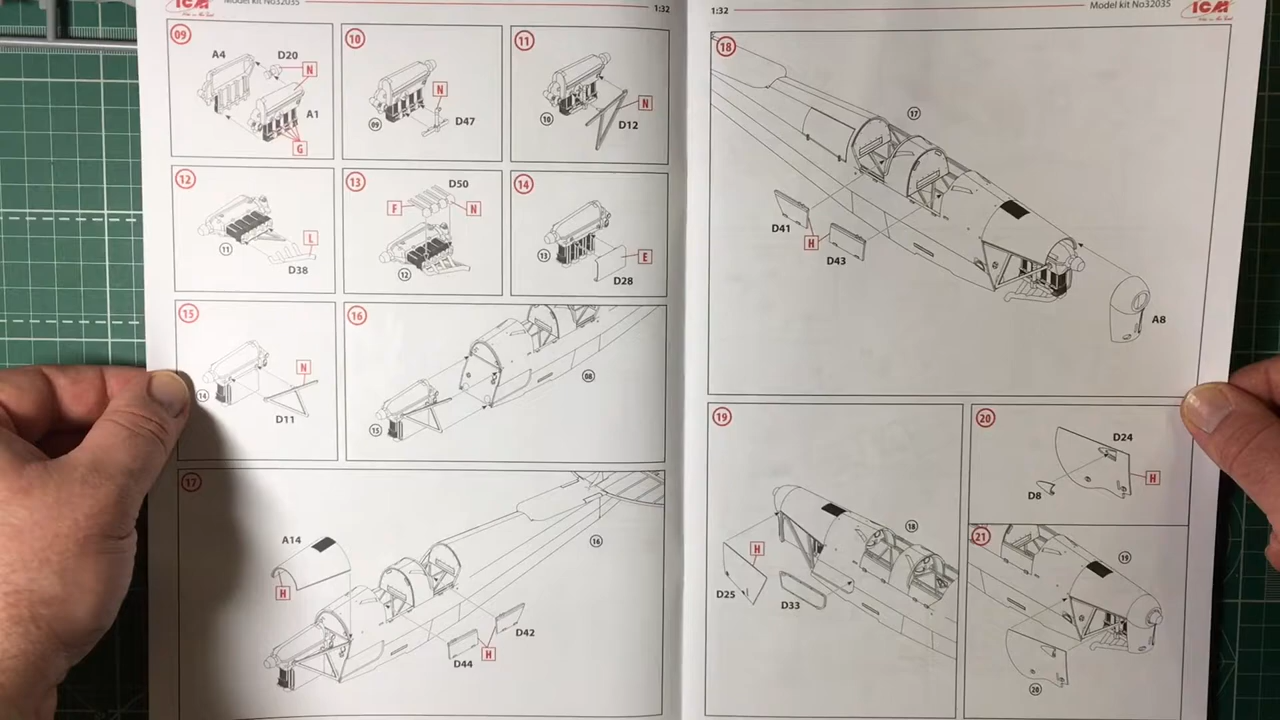 ICM
Model kit No32035
1:32
09
A4
D20
N
A1
G
10
N
09
D47
11
N
10
D12
12
11
L
D38
13
D50
F
N
12
14
13
E
D28
15
N
14
D11
16
08
15
17
A14
H
16
D42
D44
H
1:32
Model kit No32035
ICM
18
17
D41
H
D43
A8
19
18
H
D25
D33
20
D24
H
D8
21
19
20